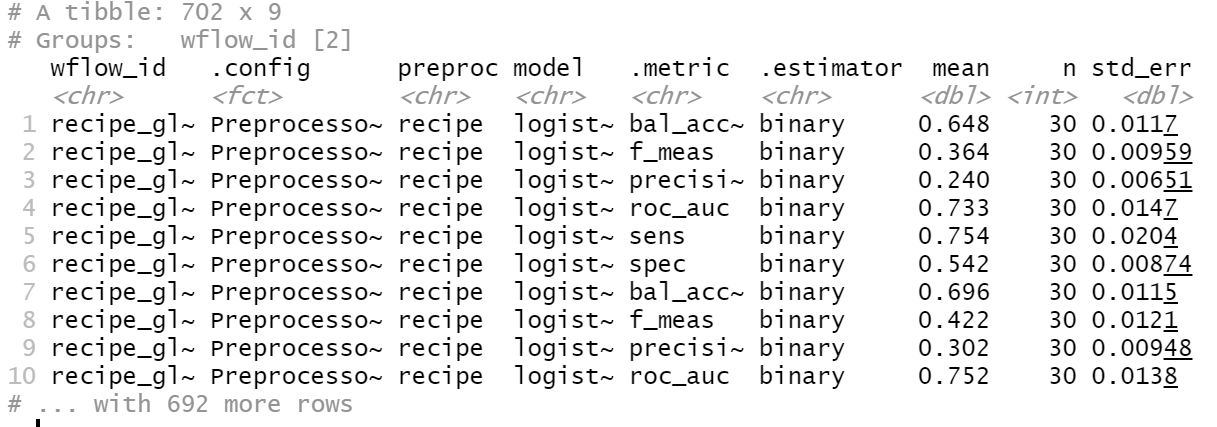 # A tibble: 702 x 9
# Groups:   wflow_id [2]
   wflow_id   .config      preproc model   .metric  .estimator  mean     n std_err
   <chr>      <fct>        <chr>   <chr>   <chr>    <chr>      <dbl> <int>   <dbl>
 1 recipe_gl~ Preprocesso~ recipe  logist~ bal_acc~ binary     0.648    30 0.0117
 2 recipe_gl~ Preprocesso~ recipe  logist~ f_meas   binary     0.364    30 0.00959
 3 recipe_gl~ Preprocesso~ recipe  logist~ precisi~ binary     0.240    30 0.00651
 4 recipe_gl~ Preprocesso~ recipe  logist~ roc_auc  binary     0.733    30 0.0147
 5 recipe_gl~ Preprocesso~ recipe  logist~ sens     binary     0.754    30 0.0204
 6 recipe_gl~ Preprocesso~ recipe  logist~ spec     binary     0.542    30 0.00874
 7 recipe_gl~ Preprocesso~ recipe  logist~ bal_acc~ binary     0.696    30 0.0115
 8 recipe_gl~ Preprocesso~ recipe  logist~ f_meas   binary     0.422    30 0.0121
 9 recipe_gl~ Preprocesso~ recipe  logist~ precisi~ binary     0.302    30 0.00948
10 recipe_gl~ Preprocesso~ recipe  logist~ roc_auc  binary     0.752    30 0.0138
# ... with 692 more rows